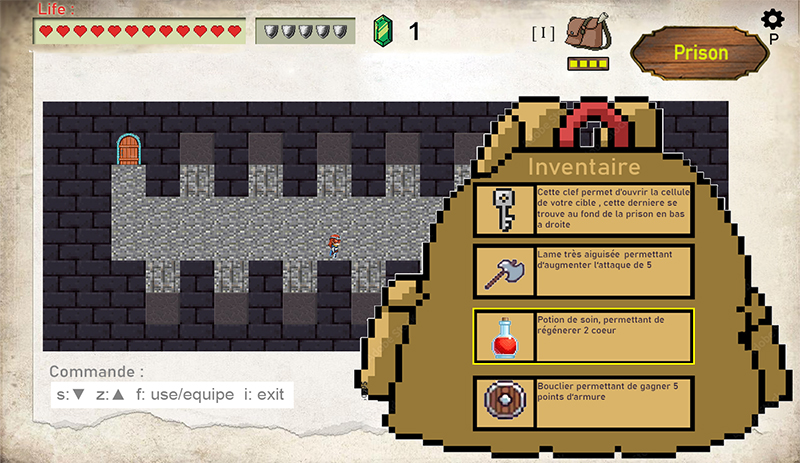 Life :
1
[ I ]
Prison
P
Inventaire
Cette clef permet d'ouvrir la cellule
de votre cible , cette derniere se
trouve au fond de la prison en bas
a droite
Lame très aiguisée permettant
d'augmenter l'attaque de 5
Potion de soin, permettant de
régénerer 2 coeur
Bouclier permettant de gagner 5
points d'armure
Commande :
s:▼ z:▲ f: use/equipe i: exit